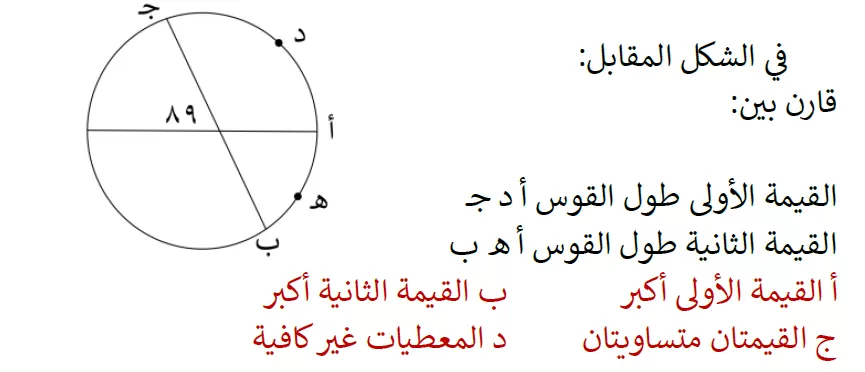 جـ
د
في الشكل المقابل:
قارن بين:
٨٩
أ
هـ
القيمة الأولى طول القوس أ د جـ
ب
القيمة الثانية طول القوس أ هـ ب
أ القيمة الأولى أكبر ب القيمة الثانية أكبر
ج القيمتان متساويتان د المعطيات غير كافية